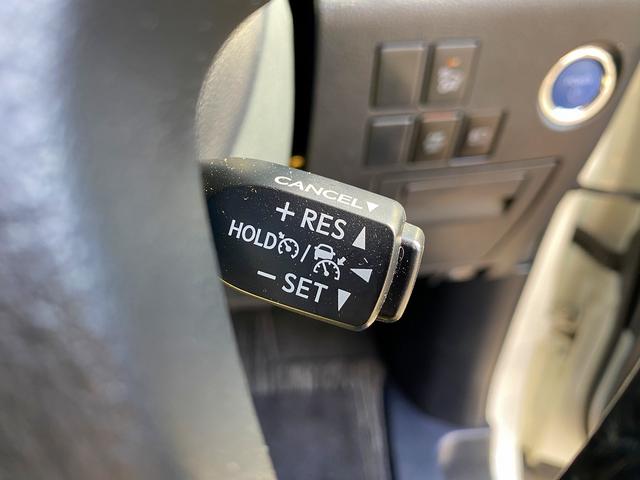 CANCEL▼
+ RES ▲
HOLD /
− SET ▼